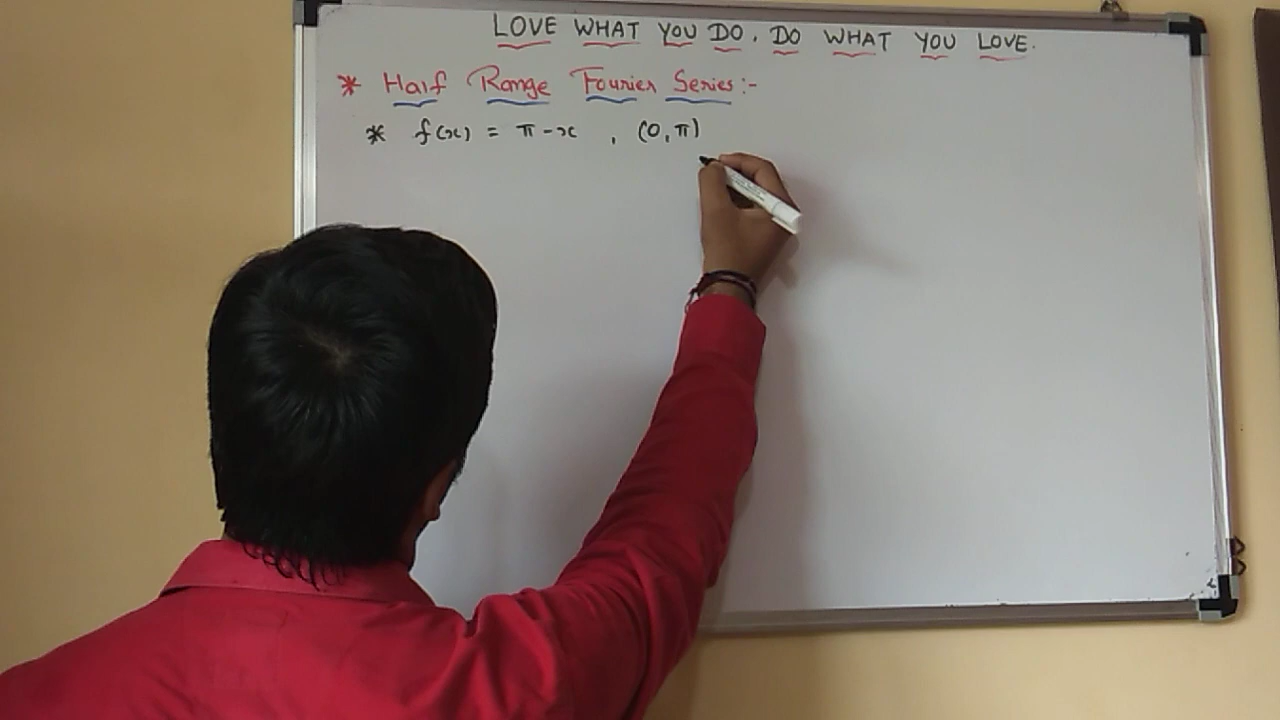 LOVE WHAT YOU DO. DO WHAT YOU LOVE.
* Half Range Fourier Series:-
* f(x) = π-x , (0,π)